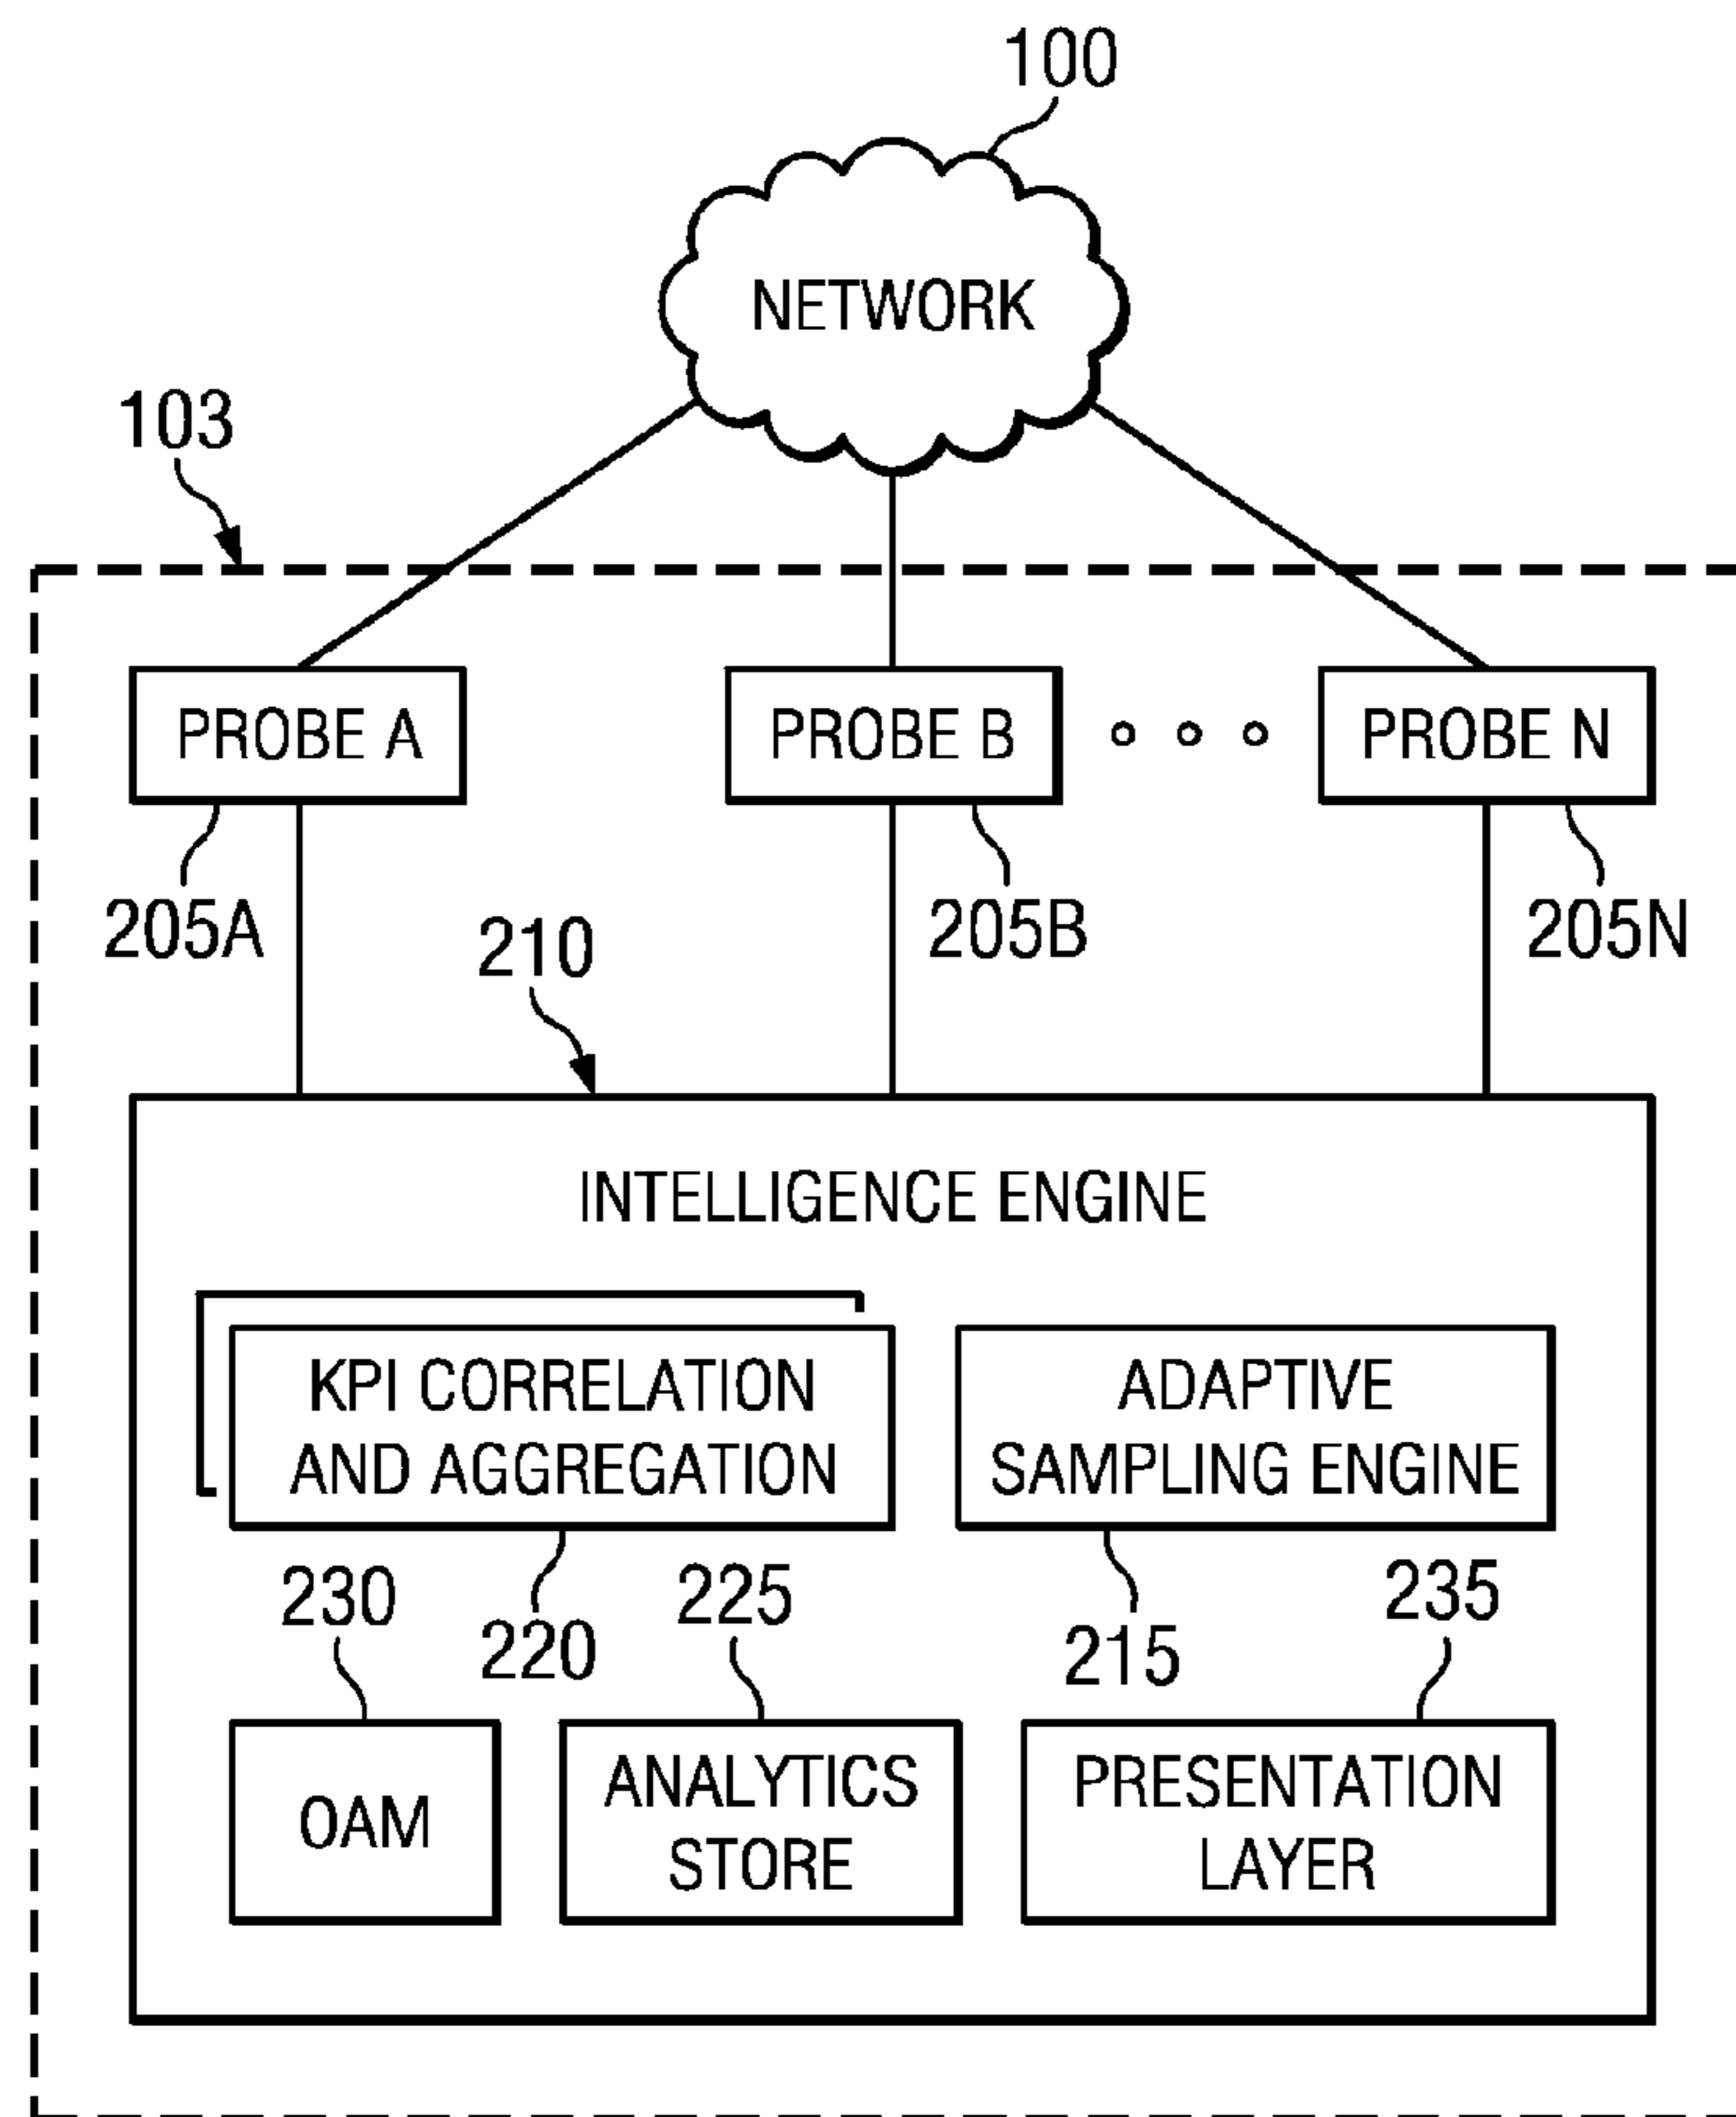 100
NETWORK
103
PROBE A
PROBE B
PROBE N
205A
205B
205N
210
INTELLIGENCE ENGINE
KPI CORRELATION
AND AGGREGATION
ADAPTIVE
SAMPLING ENGINE
230
220
225
215
235
OAM
ANALYTICS
STORE
PRESENTATION
LAYER